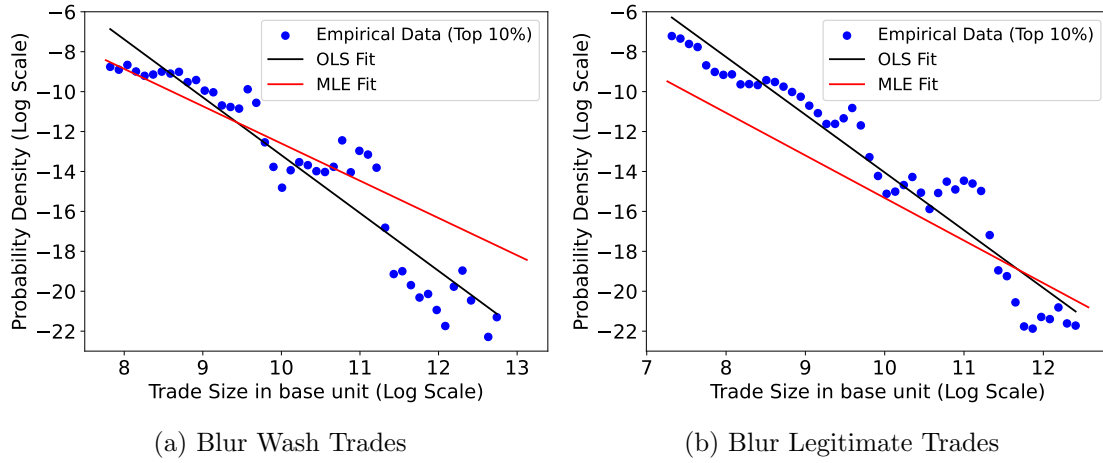 −6
−8
−10
−12
−14
−16
−18
−20
−22
Probability Density (Log Scale)
Empirical Data (Top 10%)
OLS Fit
MLE Fit
8 9 10 11 12 13
Trade Size in base unit (Log Scale)
(a) Blur Wash Trades
−6
−8
−10
−12
−14
−16
−18
−20
−22
Probability Density (Log Scale)
Empirical Data (Top 10%)
OLS Fit
MLE Fit
7 8 9 10 11 12
Trade Size in base unit (Log Scale)
(b) Blur Legitimate Trades